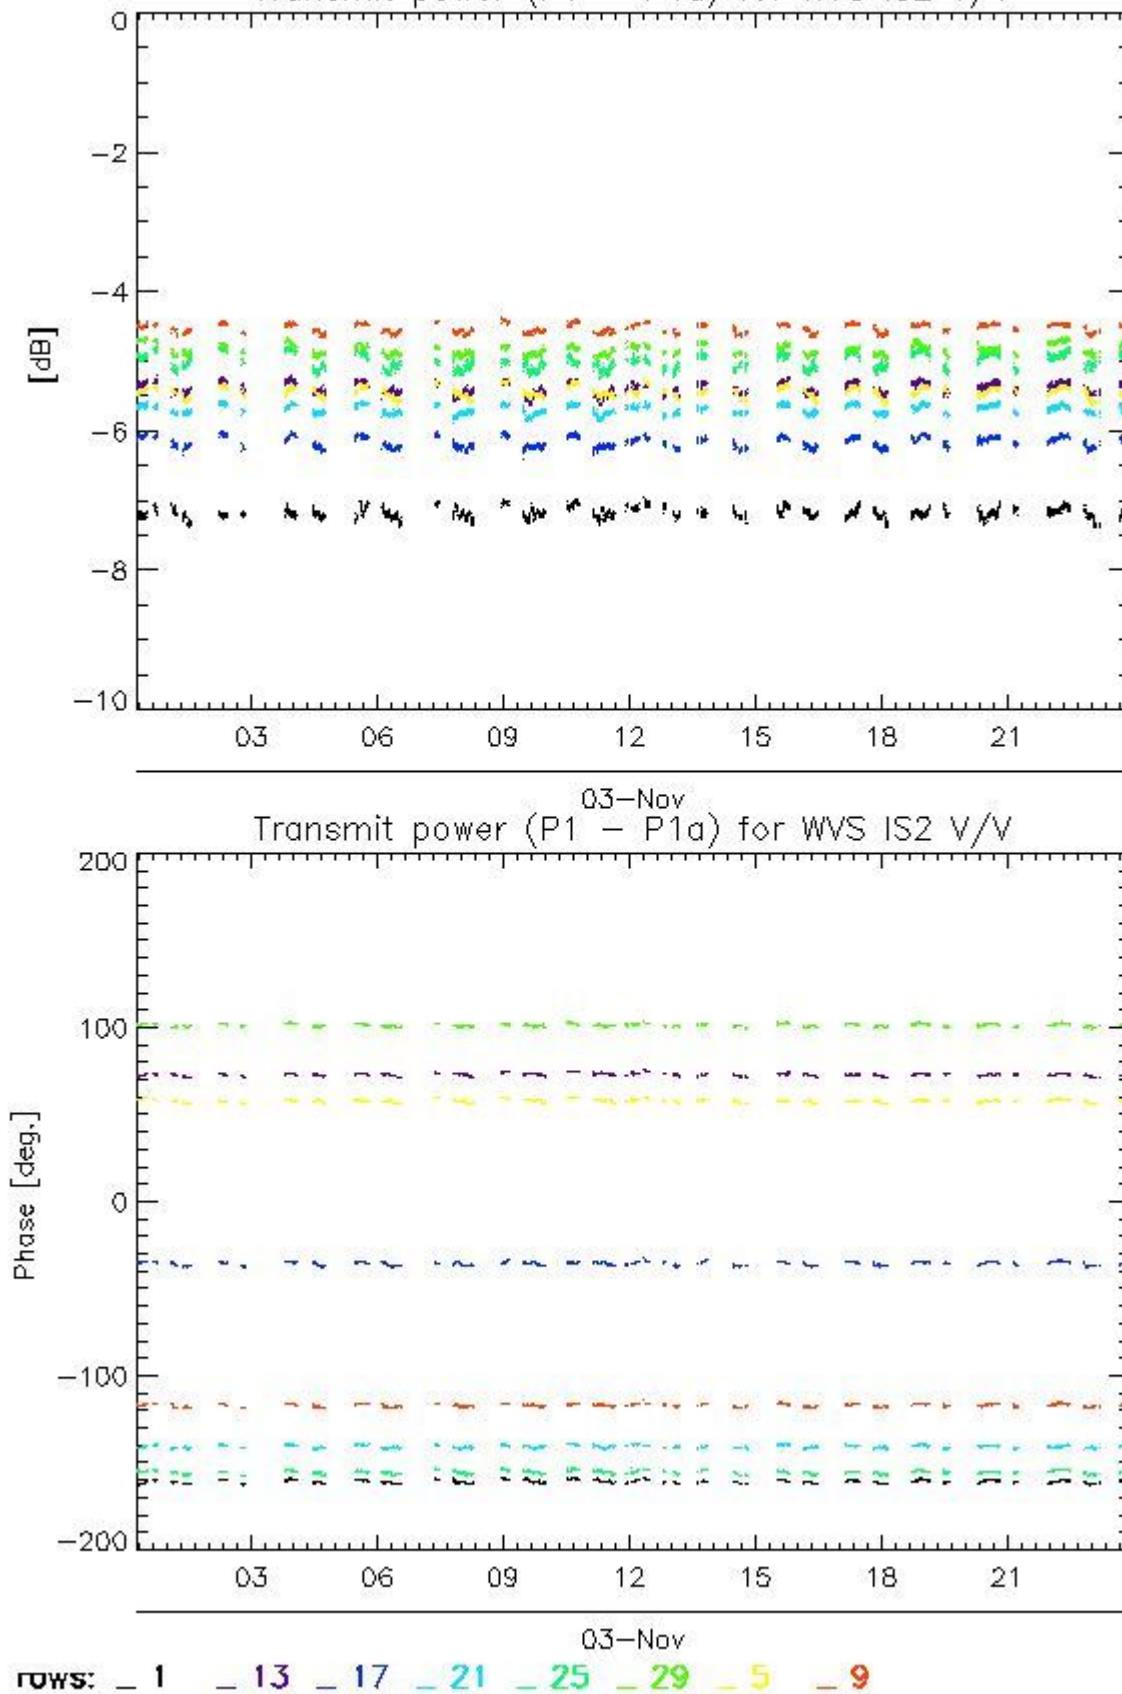 0
−2
−4
[dB]
−6
−8
−10
03 06 09 12 15 18 21
03−Nov
Transmit power (P1 − P1a) for WVS IS2 V/V
200
100
Phase [deg.]
0
−100
−200
03 06 09 12 15 18 21
03−Nov
rows: _ 1 _ 13 _ 17 _ 21 _ 25 _ 29 _ 5 _ 9